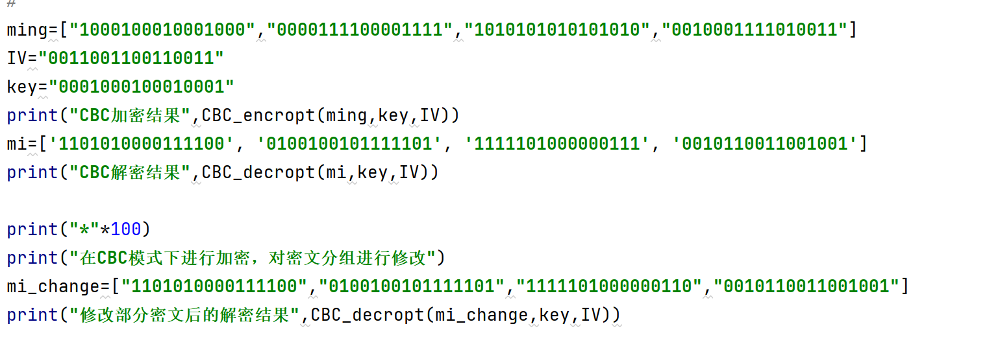 #
ming=["1000100010001000","0000111100001111","1010101010101010","0010001111010011"]
IV="0011001100110011"
key="0001000100010001"
print("CBC加密结果",CBC_encropt(ming,key,IV))
mi=['1101010000111100', '0100100101111101', '1111101000000111', '0010110011001001']
print("CBC解密结果",CBC_decropt(mi,key,IV))
print("*"*100)
print("在CBC模式下进行加密，对密文分组进行修改")
mi_change=["1101010000111100","0100100101111101","1111101000000110","0010110011001001"]
print("修改部分密文后的解密结果",CBC_decropt(mi_change,key,IV))